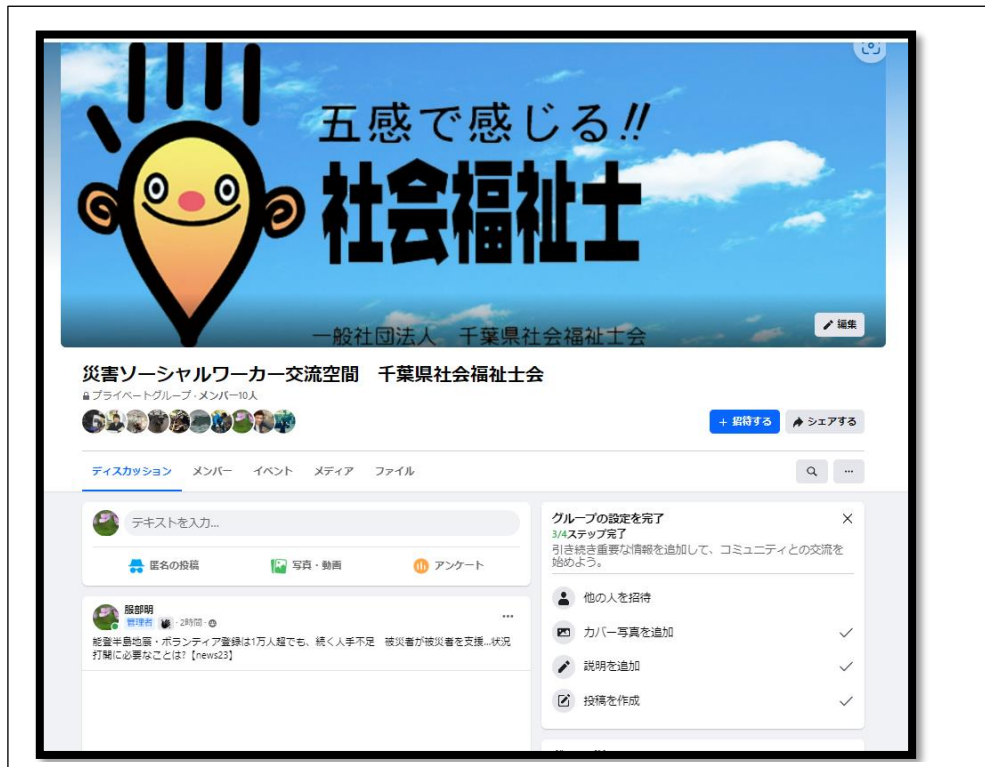 五感で感じる!!
社会福祉士
一般社団法人　千葉県社会福祉士会
編集
災害ソーシャルワーカー交流空間　千葉県社会福祉士会
プライベートグループ・メンバー10人
+ 招待する
シェアする
ディスカッション
メンバー
イベント
メディア
ファイル
テキストを入力...
匿名の投稿
写真・動画
アンケート
服部明
管理者 ・2時間・
能登半島地震・ボランティア登録は1万人超でも、続く人手不足　被災者が被災者を支援...状況
打開に必要なことは?【news23】
グループの設定を完了
3/4ステップ完了
引き続き重要な情報を追加して、コミュニティとの交流を
始めよう。
他の人を招待
カバー写真を追加
説明を追加
投稿を作成